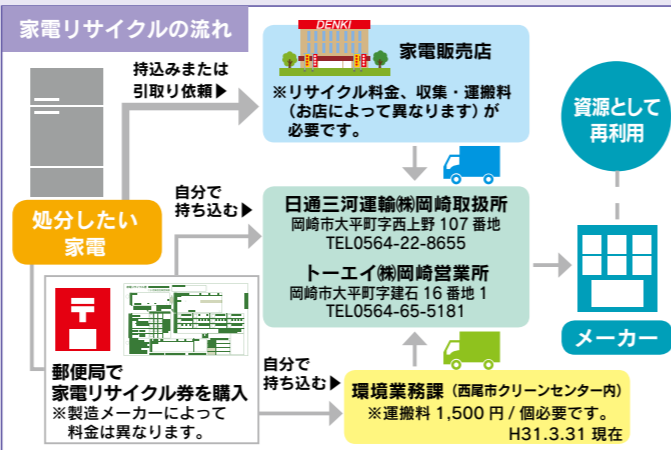 家電リサイクルの流れ
DENKI
家電販売店
※リサイクル料金、収集・運搬料
（お店によって異なります）が
必要です。
持込みまたは
引取り依頼▶
資源として
再利用
処分したい
家電
自分で
持ち込む▶
日通三河運輸㈱岡崎取扱所
岡崎市大平町字西上野 107 番地
TEL0564-22-8655
トーエイ㈱岡崎営業所
岡崎市大平町字建石 16 番地 1
TEL0564-65-5181
メーカー
〒
郵便局で
家電リサイクル券を購入
※製造メーカーによって
料金は異なります。
自分で
持ち込む▶
環境業務課（西尾市クリーンセンター内）
※運搬料 1,500 円 / 個必要です。
H31.3.31 現在